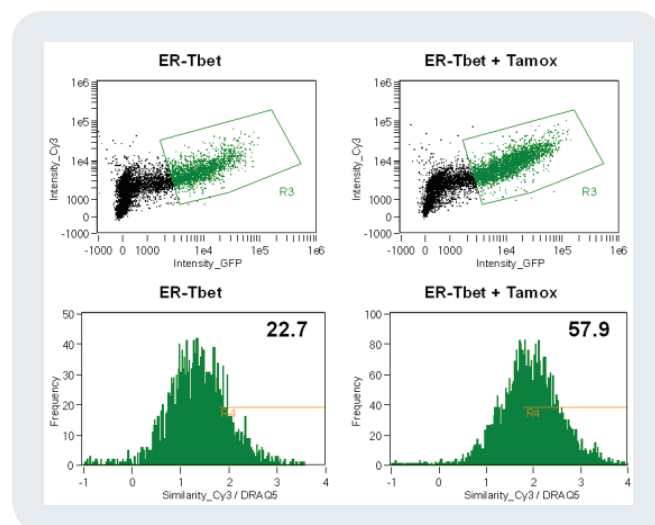 ER-Tbet
ER-Tbet + Tamox
1e6
1e5
1e4
1000
0
-1000
Intensity_Cy3
R3
-1000 0 1000 1e4 1e5 1e6
Intensity_GFP
1e6
1e5
1e4
1000
0
-1000
Intensity_Cy3
R3
-1000 0 1000 1e4 1e5 1e6
Intensity_GFP
ER-Tbet
ER-Tbet + Tamox
50
40
30
20
10
0
Frequency
22.7
R4
-1 0 1 2 3 4
Similarity_Cy3 / DRAQ5
100
80
60
40
20
0
Frequency
57.9
R4
-1 0 1 2 3 4
Similarity_Cy3 / DRAQ5